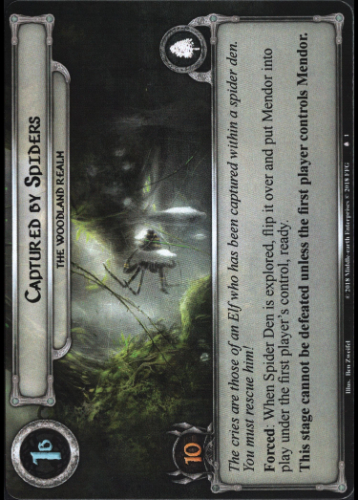 1B
CAPTURED BY SPIDERS
THE WOODLAND REALM
10
The cries are those of an Elf who has been captured within a spider den.
You must rescue him!
Forced: When Spider Den is explored, flip it over and put Mendor into
play under the first player's control, ready.
This stage cannot be defeated unless the first player controls Mendor.
Illus. Ben Zweifel © 2018 Middle-earth Enterprises © 2018 FFG 1